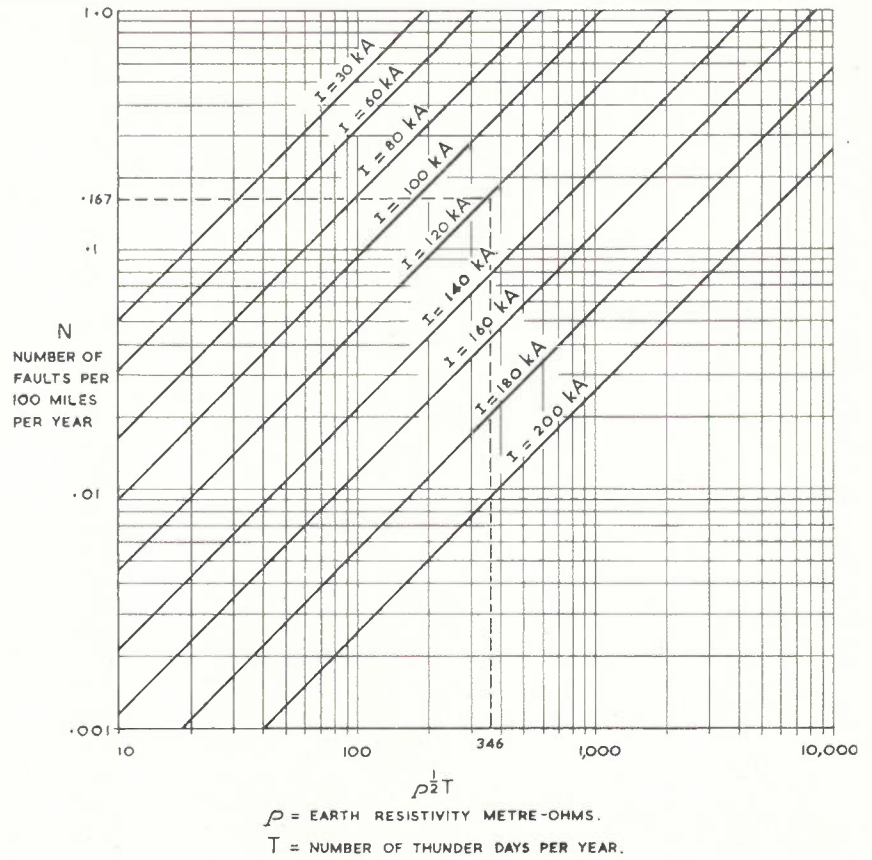 1.0
I = 30 kA
I = 60 kA
I = 80 kA
I = 100 kA
I = 120 kA
I = 140 kA
I = 160 kA
I = 180 kA
I = 200 kA
.167
.1
N
NUMBER OF
FAULTS PER
100 MILES
PER YEAR
.01
.001
10 100 346 1,000 10,000
ρ½T
ρ = EARTH RESISTIVITY METRE-OHMS.
T = NUMBER OF THUNDER DAYS PER YEAR.